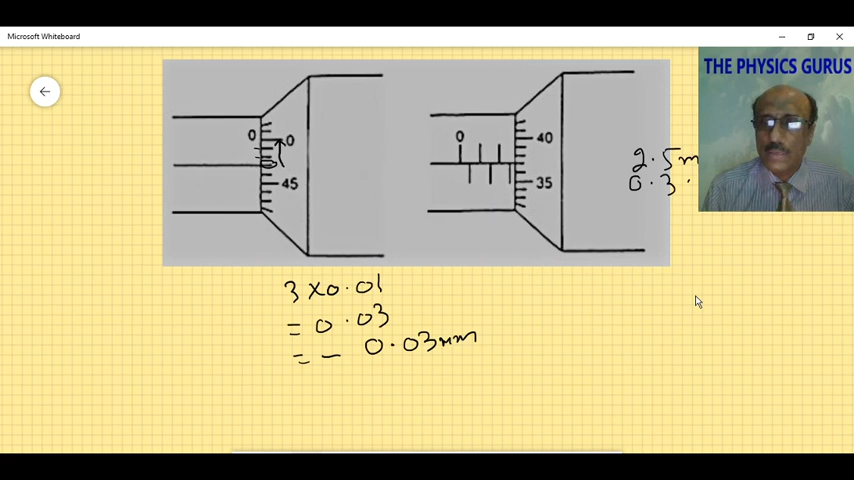 Microsoft Whiteboard
THE PHYSICS GURUS
0
0
45
0
40
35
2.5m
0.3.
3 x 0.01
= 0.03
= - 0.03mm